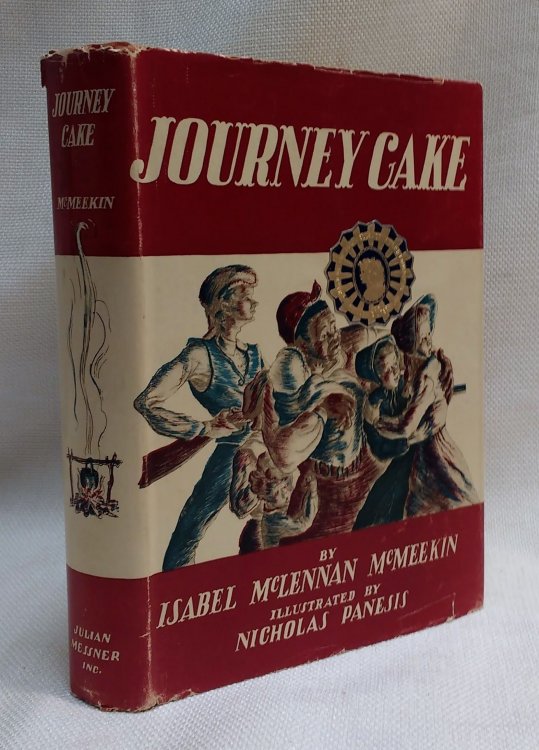 JOURNEY
CAKE
McMEEKIN
JULIAN
MESSNER
INC.
JOURNEY CAKE
BY
ISABEL McLENNAN McMEEKIN
ILLUSTRATED BY
NICHOLAS PANESIS